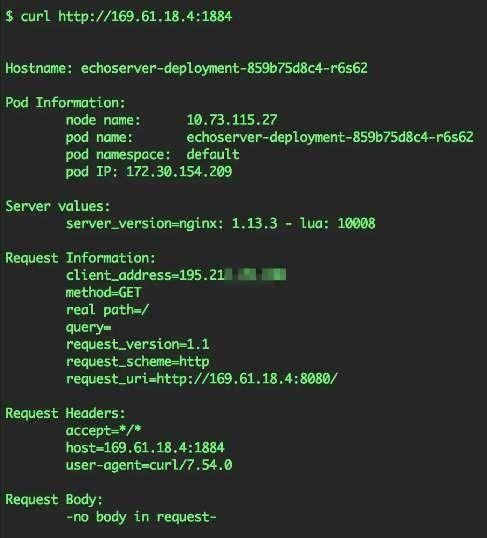 $ curl http://169.61.18.4:1884
Hostname: echoserver-deployment-859b75d8c4-r6s62
Pod Information:
node name: 10.73.115.27
pod name: echoserver-deployment-859b75d8c4-r6s62
pod namespace: default
pod IP: 172.30.154.209
Server values:
server_version=nginx: 1.13.3 - lua: 10008
Request Information:
client_address=195.21
method=GET
real path=/
query=
request_version=1.1
request_scheme=http
request_uri=http://169.61.18.4:8080/
Request Headers:
accept=*/*
host=169.61.18.4:1884
user-agent=curl/7.54.0
Request Body:
-no body in request-